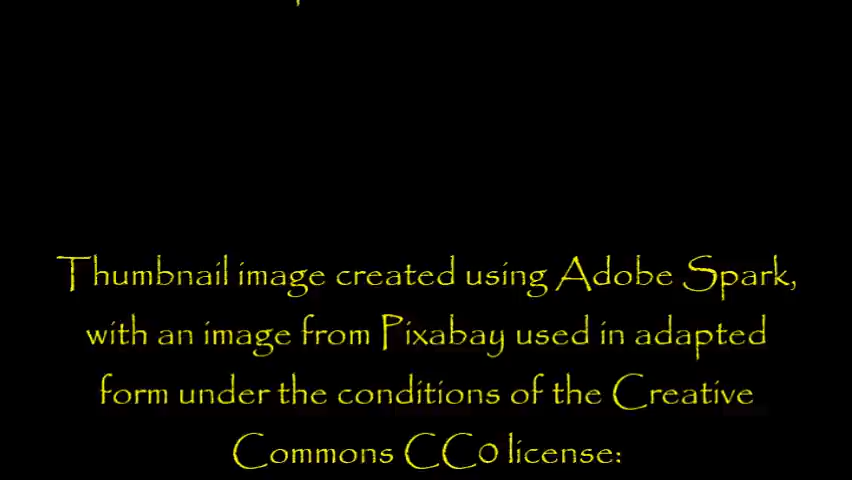 Thumbnail image created using Adobe Spark,
with an image from Pixabay used in adapted
form under the conditions of the Creative
Commons CC0 license: